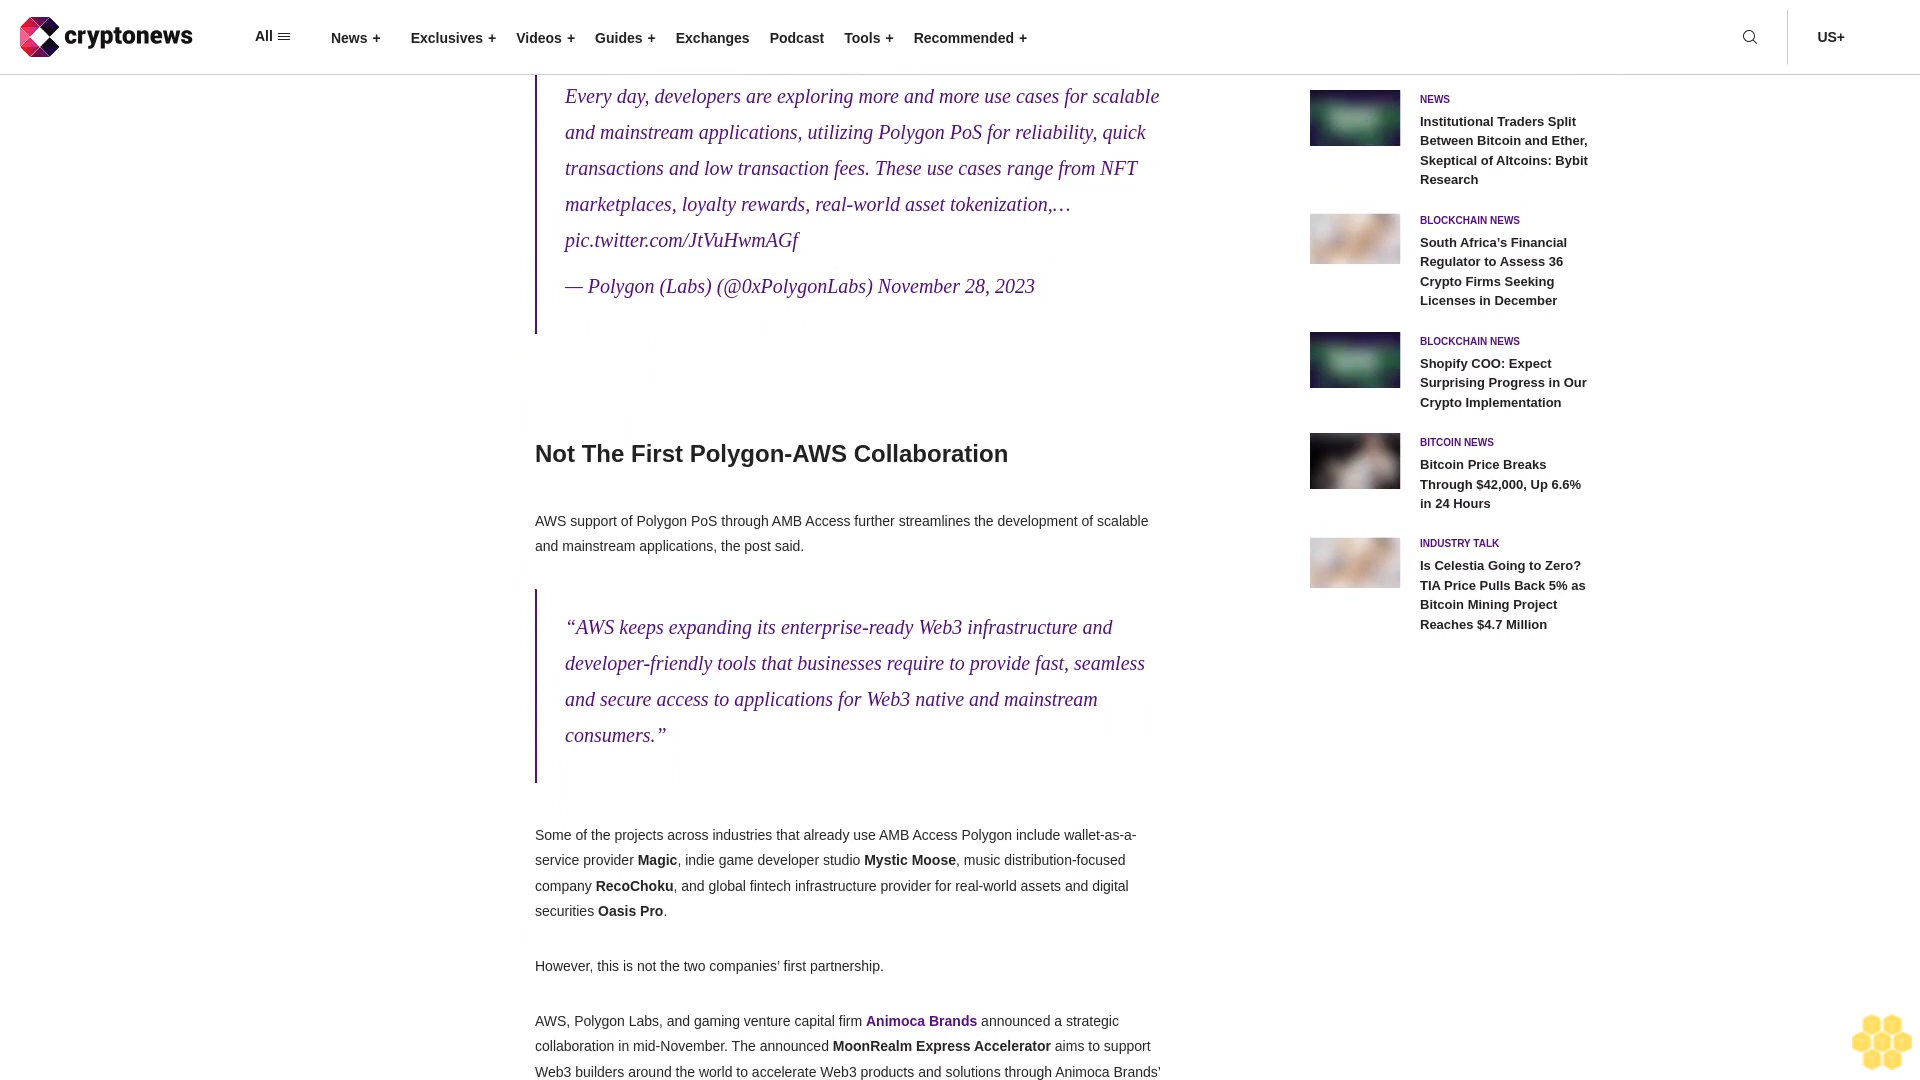 cryptonews
All
News +
Exclusives +
Videos +
Guides +
Exchanges
Podcast
Tools +
Recommended +
US+
Every day, developers are exploring more and more use cases for scalable
and mainstream applications, utilizing Polygon PoS for reliability, quick
transactions and low transaction fees. These use cases range from NFT
marketplaces, loyalty rewards, real-world asset tokenization,…
pic.twitter.com/JtVuHwmAGf
— Polygon (Labs) (@0xPolygonLabs) November 28, 2023
Not The First Polygon-AWS Collaboration
AWS support of Polygon PoS through AMB Access further streamlines the development of scalable
and mainstream applications, the post said.
“AWS keeps expanding its enterprise-ready Web3 infrastructure and
developer-friendly tools that businesses require to provide fast, seamless
and secure access to applications for Web3 native and mainstream
consumers.”
Some of the projects across industries that already use AMB Access Polygon include wallet-as-a-
service provider Magic, indie game developer studio Mystic Moose, music distribution-focused
company RecoChoku, and global fintech infrastructure provider for real-world assets and digital
securities Oasis Pro.
However, this is not the two companies’ first partnership.
AWS, Polygon Labs, and gaming venture capital firm Animoca Brands announced a strategic
collaboration in mid-November. The announced MoonRealm Express Accelerator aims to support
Web3 builders around the world to accelerate Web3 products and solutions through Animoca Brands’
NEWS
Institutional Traders Split
Between Bitcoin and Ether,
Skeptical of Altcoins: Bybit
Research
BLOCKCHAIN NEWS
South Africa’s Financial
Regulator to Assess 36
Crypto Firms Seeking
Licenses in December
BLOCKCHAIN NEWS
Shopify COO: Expect
Surprising Progress in Our
Crypto Implementation
BITCOIN NEWS
Bitcoin Price Breaks
Through $42,000, Up 6.6%
in 24 Hours
INDUSTRY TALK
Is Celestia Going to Zero?
TIA Price Pulls Back 5% as
Bitcoin Mining Project
Reaches $4.7 Million